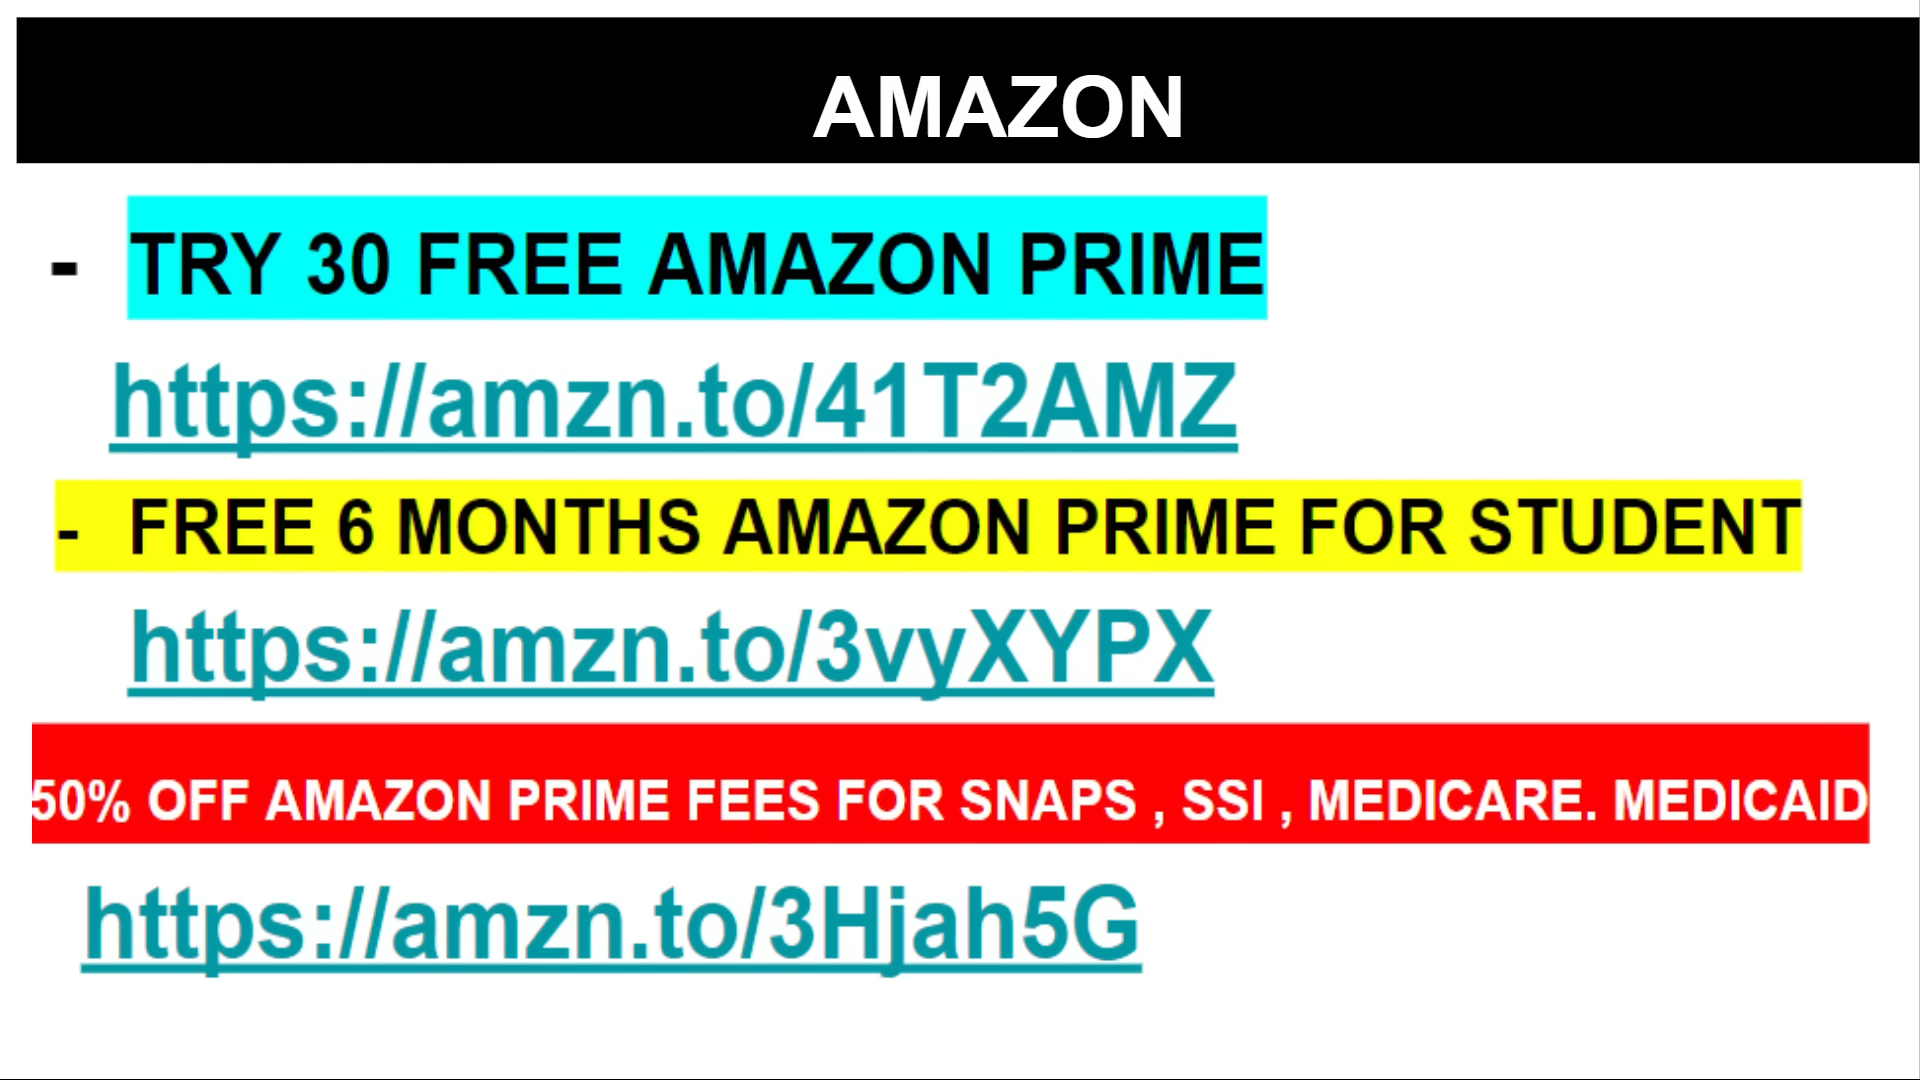 AMAZON
- TRY 30 FREE AMAZON PRIME
https://amzn.to/41T2AMZ
- FREE 6 MONTHS AMAZON PRIME FOR STUDENT
https://amzn.to/3vyXYPX
50% OFF AMAZON PRIME FEES FOR SNAPS , SSI , MEDICARE. MEDICAID
https://amzn.to/3Hjah5G